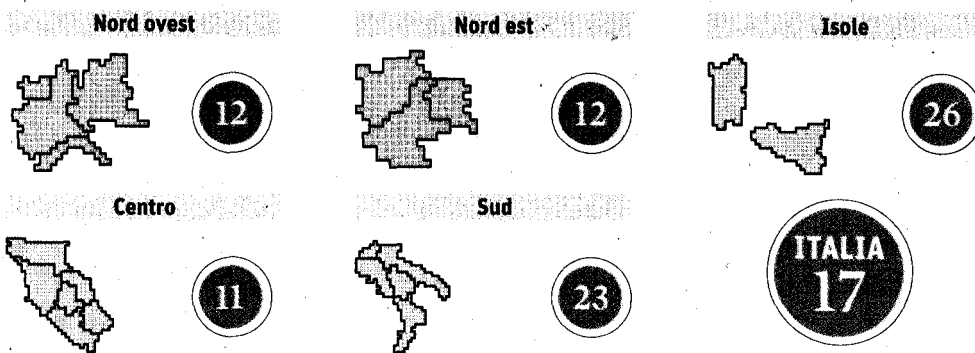 Nord ovest
12
Nord est
12
Isole
26
Centro
11
Sud
23
ITALIA
17